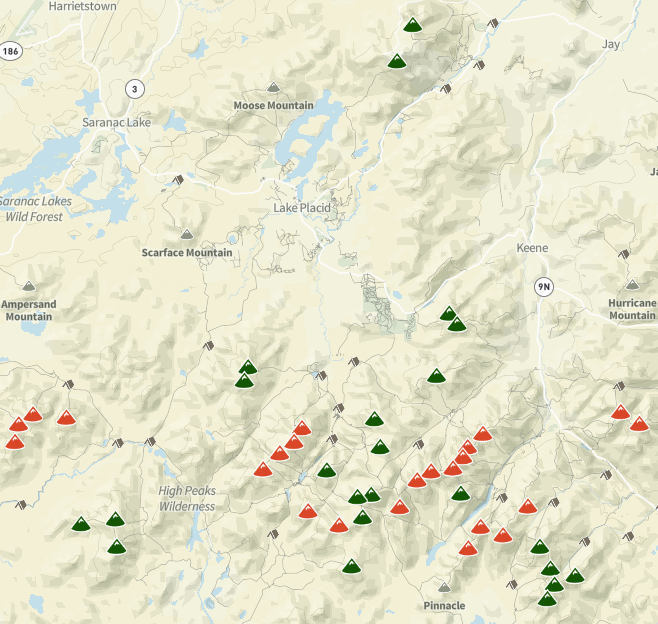 Harrietstown
186
Jay
3
Moose Mountain
Saranac Lake
Saranac Lakes
Wild Forest
Lake Placid
Scarface Mountain
Keene
9N
Ampersand
Mountain
Hurricane
Mountain
High Peaks
Wilderness
Pinnacle